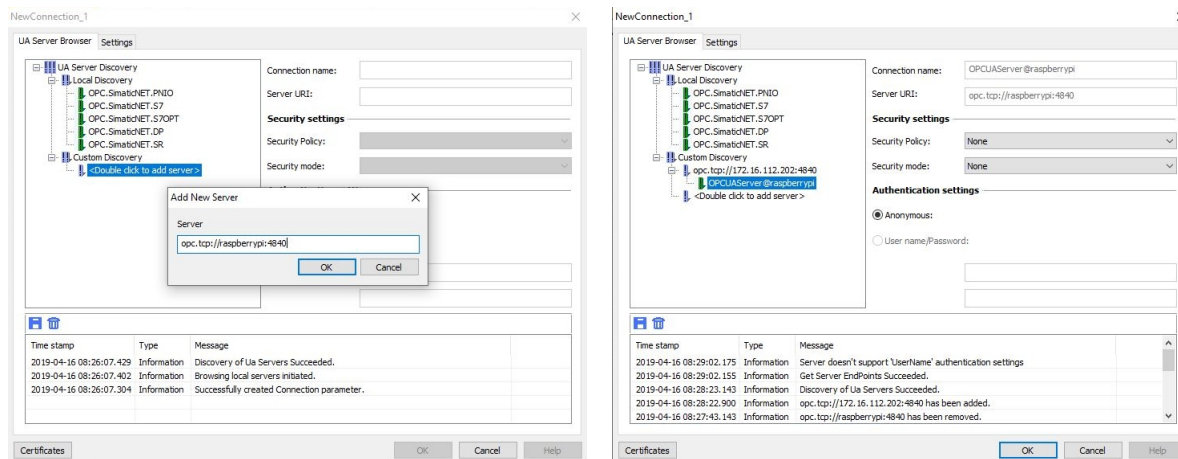 NewConnection_1
UA Server Browser Settings
UA Server Discovery
Local Discovery
OPC.SimaticNET.PNIO
OPC.SimaticNET.S7
OPC.SimaticNET.S7OPT
OPC.SimaticNET.DP
OPC.SimaticNET.SR
Custom Discovery
<Double click to add server>
Connection name:
Server URI:
Security settings
Security Policy:
Security mode:
Add New Server
Server
opc.tcp://raspberrypi:4840
OK Cancel
Time stamp Type Message
2019-04-16 08:26:07.429 Information Discovery of Ua Servers Succeeded.
2019-04-16 08:26:07.402 Information Browsing local servers initiated.
2019-04-16 08:26:07.304 Information Successfully created Connection parameter.
Certificates OK Cancel Help
NewConnection_1
UA Server Browser Settings
UA Server Discovery
Local Discovery
OPC.SimaticNET.PNIO
OPC.SimaticNET.S7
OPC.SimaticNET.S7OPT
OPC.SimaticNET.DP
OPC.SimaticNET.SR
Custom Discovery
opc.tcp://172.16.112.202:4840
OPCUAServer@raspberrypi
<Double click to add server>
Connection name: OPCUAServer@raspberrypi
Server URI: opc.tcp://raspberrypi:4840
Security settings
Security Policy: None
Security mode: None
Authentication settings
Anonymous:
User name/Password:
Time stamp Type Message
2019-04-16 08:29:02.175 Information Server doesn't support 'UserName' authentication settings
2019-04-16 08:29:02.155 Information Get Server EndPoints Succeeded.
2019-04-16 08:28:23.143 Information Discovery of Ua Servers Succeeded.
2019-04-16 08:28:22.900 Information opc.tcp://172.16.112.202:4840 has been added.
2019-04-16 08:27:43.143 Information opc.tcp://raspberrypi:4840 has been removed.
Certificates OK Cancel Help